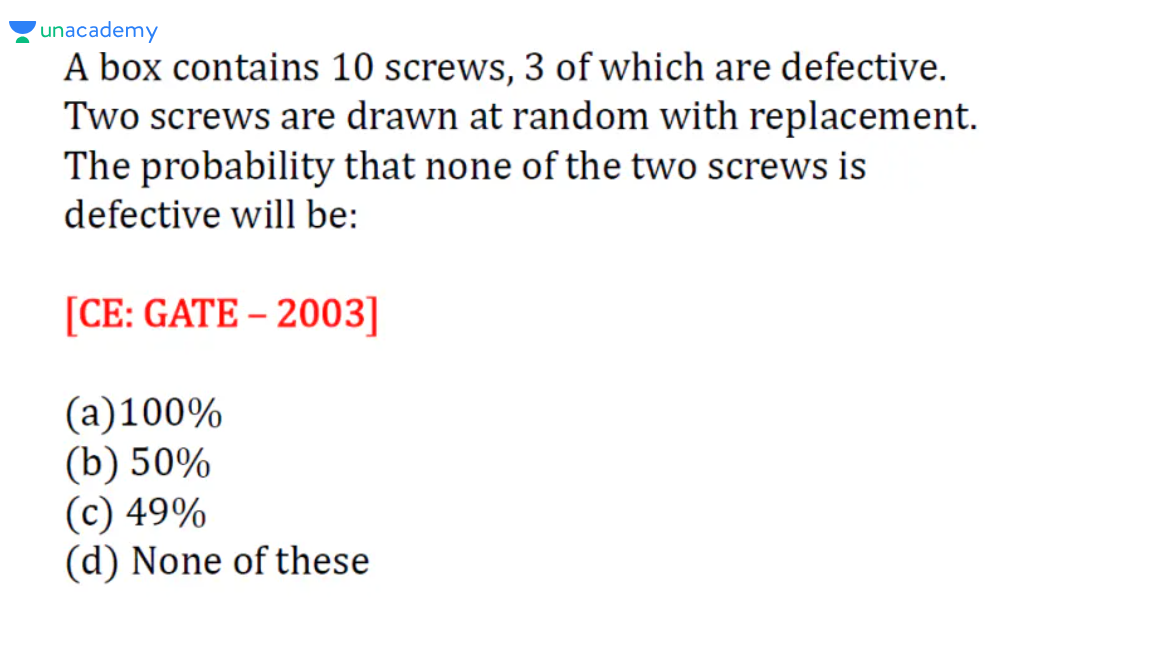 unacademy
A box contains 10 screws, 3 of which are defective.
Two screws are drawn at random with replacement.
The probability that none of the two screws is
defective will be:
[CE: GATE – 2003]
(a)100%
(b) 50%
(c) 49%
(d) None of these